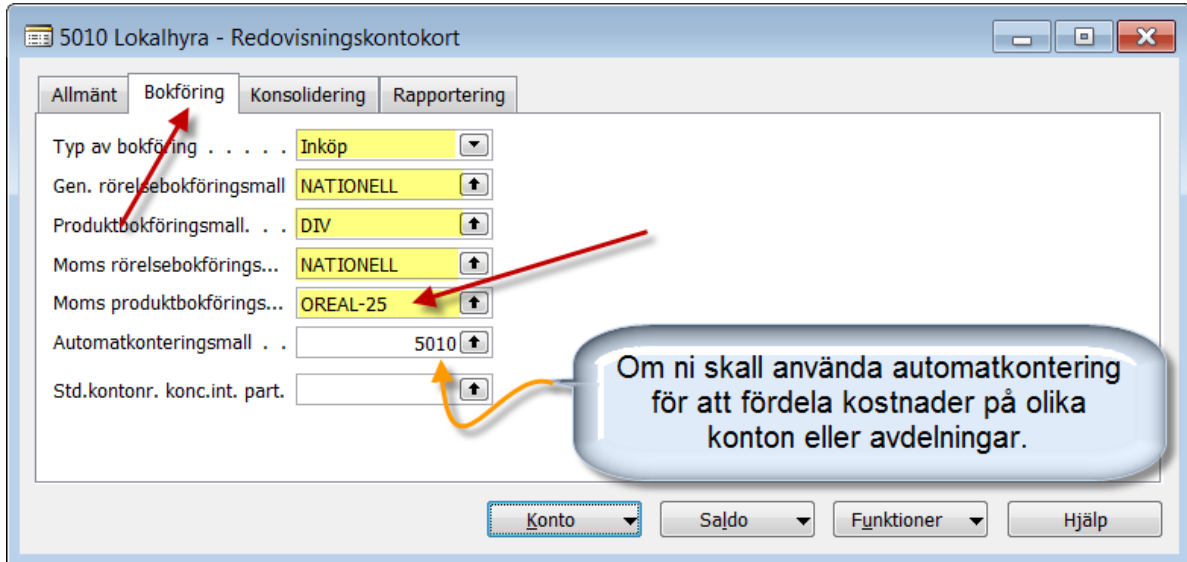 5010 Lokalhyra - Redovisningskontokort
Allmänt Bokföring Konsolidering Rapportering
Typ av bokföring . . . . . Inköp
Gen. rörelsebokföringsmall NATIONELL
Produktbokföringsmall. . . DIV
Moms rörelsebokförings... NATIONELL
Moms produktbokförings... OREAL-25
Automatkonteringsmall . . 5010
Std.kontonr. konc.int. part.
Om ni skall använda automatkontering
för att fördela kostnader på olika
konton eller avdelningar.
Konto Saldo Funktioner Hjälp